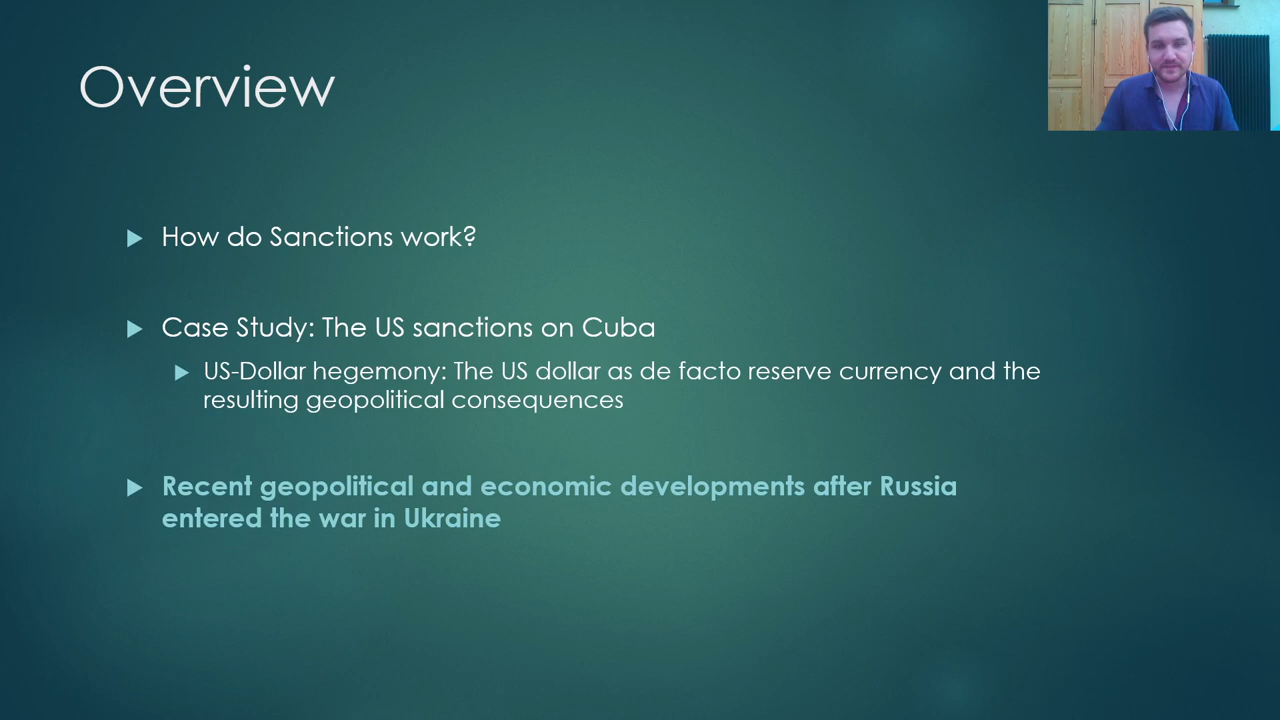 Overview
How do Sanctions work?
Case Study: The US sanctions on Cuba
US-Dollar hegemony: The US dollar as de facto reserve currency and the
resulting geopolitical consequences
Recent geopolitical and economic developments after Russia
entered the war in Ukraine